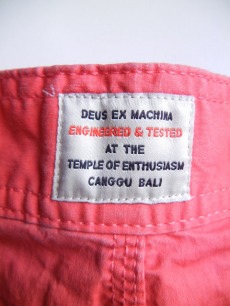 DEUS EX MACHINA
ENGINEERED & TESTED
AT THE
TEMPLE OF ENTHUSIASM
CANGGU BALI